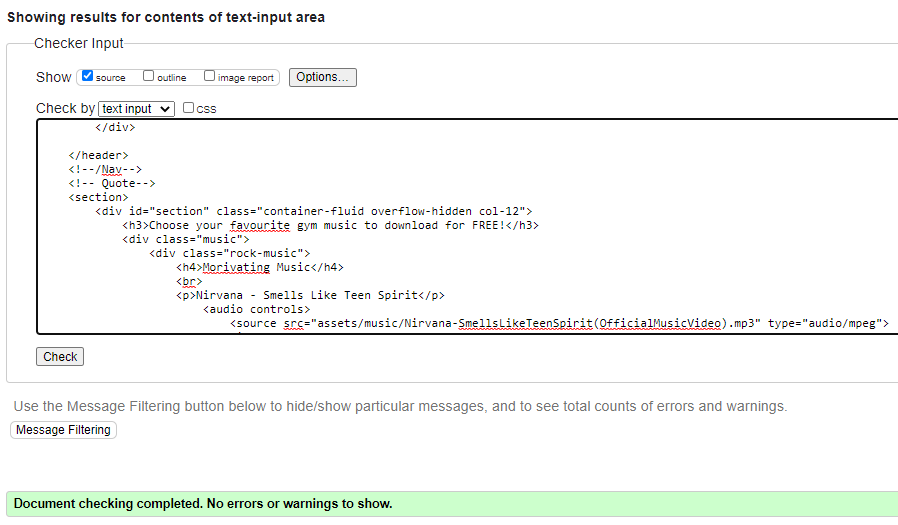 Showing results for contents of text-input area
Checker Input
Show source outline image report Options...
Check by text input css
</div>
</header>
<!--/Nav-->
<!-- Quote-->
<section>
<div id="section" class="container-fluid overflow-hidden col-12">
<h3>Choose your favourite gym music to download for FREE!</h3>
<div class="music">
<div class="rock-music">
<h4>Morivating Music</h4>
<br>
<p>Nirvana - Smells Like Teen Spirit</p>
<audio controls>
<source src="assets/music/Nirvana-SmellsLikeTeenSpirit(OfficialMusicVideo).mp3" type="audio/mpeg">
Check
Use the Message Filtering button below to hide/show particular messages, and to see total counts of errors and warnings.
Message Filtering
Document checking completed. No errors or warnings to show.